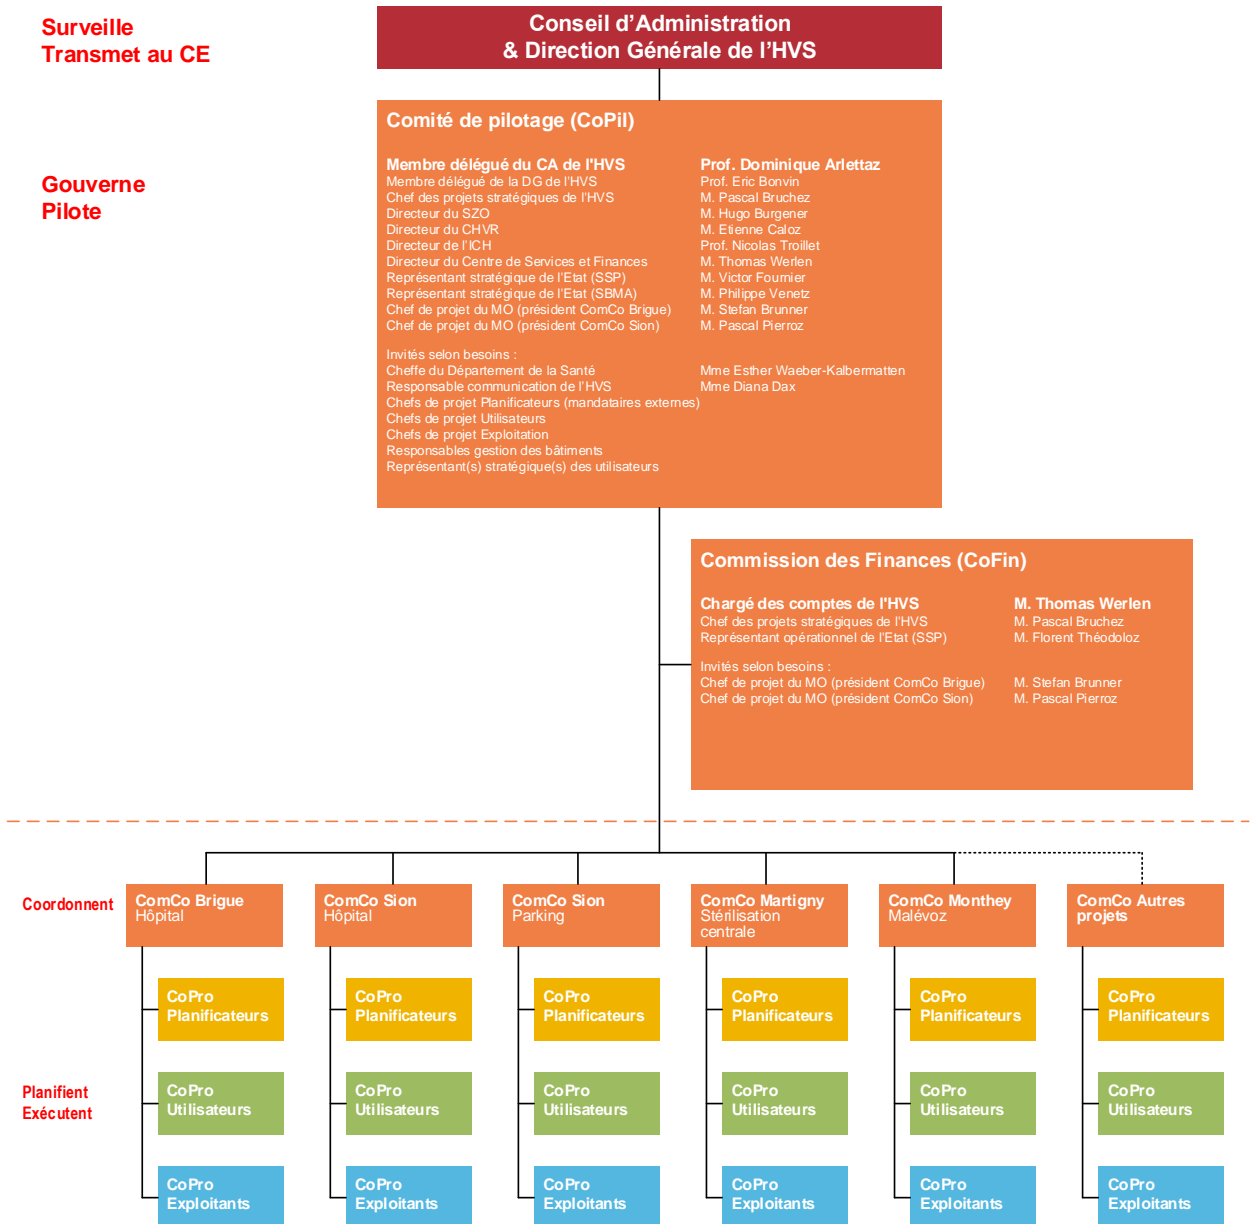 Surveille
Transmet au CE
Conseil d’Administration
& Direction Générale de l’HVS
Gouverne
Pilote
Comité de pilotage (CoPil)
Membre délégué du CA de l'HVS Prof. Dominique Arlettaz
Membre délégué de la DG de l’HVS Prof. Eric Bonvin
Chef des projets stratégiques de l’HVS M. Pascal Bruchez
Directeur du SZO M. Hugo Burgener
Directeur du CHVR M. Etienne Caloz
Directeur de l’ICH Prof. Nicolas Troillet
Directeur du Centre de Services et Finances M. Thomas Werlen
Représentant stratégique de l’Etat (SSP) M. Victor Fournier
Représentant stratégique de l’Etat (SBMA) M. Philippe Venetz
Chef de projet du MO (président ComCo Brigue) M. Stefan Brunner
Chef de projet du MO (président ComCo Sion) M. Pascal Pierroz
Invités selon besoins :
Cheffe du Département de la Santé Mme Esther Waeber-Kalbermatten
Responsable communication de l’HVS Mme Diana Dax
Chefs de projet Planificateurs (mandataires externes)
Chefs de projet Utilisateurs
Chefs de projet Exploitation
Responsables gestion des bâtiments
Représentant(s) stratégique(s) des utilisateurs
Commission des Finances (CoFin)
Chargé des comptes de l'HVS M. Thomas Werlen
Chef des projets stratégiques de l’HVS M. Pascal Bruchez
Représentant opérationnel de l’Etat (SSP) M. Florent Théodoloz
Invités selon besoins :
Chef de projet du MO (président ComCo Brigue) M. Stefan Brunner
Chef de projet du MO (président ComCo Sion) M. Pascal Pierroz
Coordonnent
ComCo Brigue
Hôpital
ComCo Sion
Hôpital
ComCo Sion
Parking
ComCo Martigny
Stérilisation
centrale
ComCo Monthey
Malévoz
ComCo Autres
projets
CoPro
Planificateurs
CoPro
Planificateurs
CoPro
Planificateurs
CoPro
Planificateurs
CoPro
Planificateurs
CoPro
Planificateurs
Planifient
Exécutent
CoPro
Utilisateurs
CoPro
Utilisateurs
CoPro
Utilisateurs
CoPro
Utilisateurs
CoPro
Utilisateurs
CoPro
Utilisateurs
CoPro
Exploitants
CoPro
Exploitants
CoPro
Exploitants
CoPro
Exploitants
CoPro
Exploitants
CoPro
Exploitants